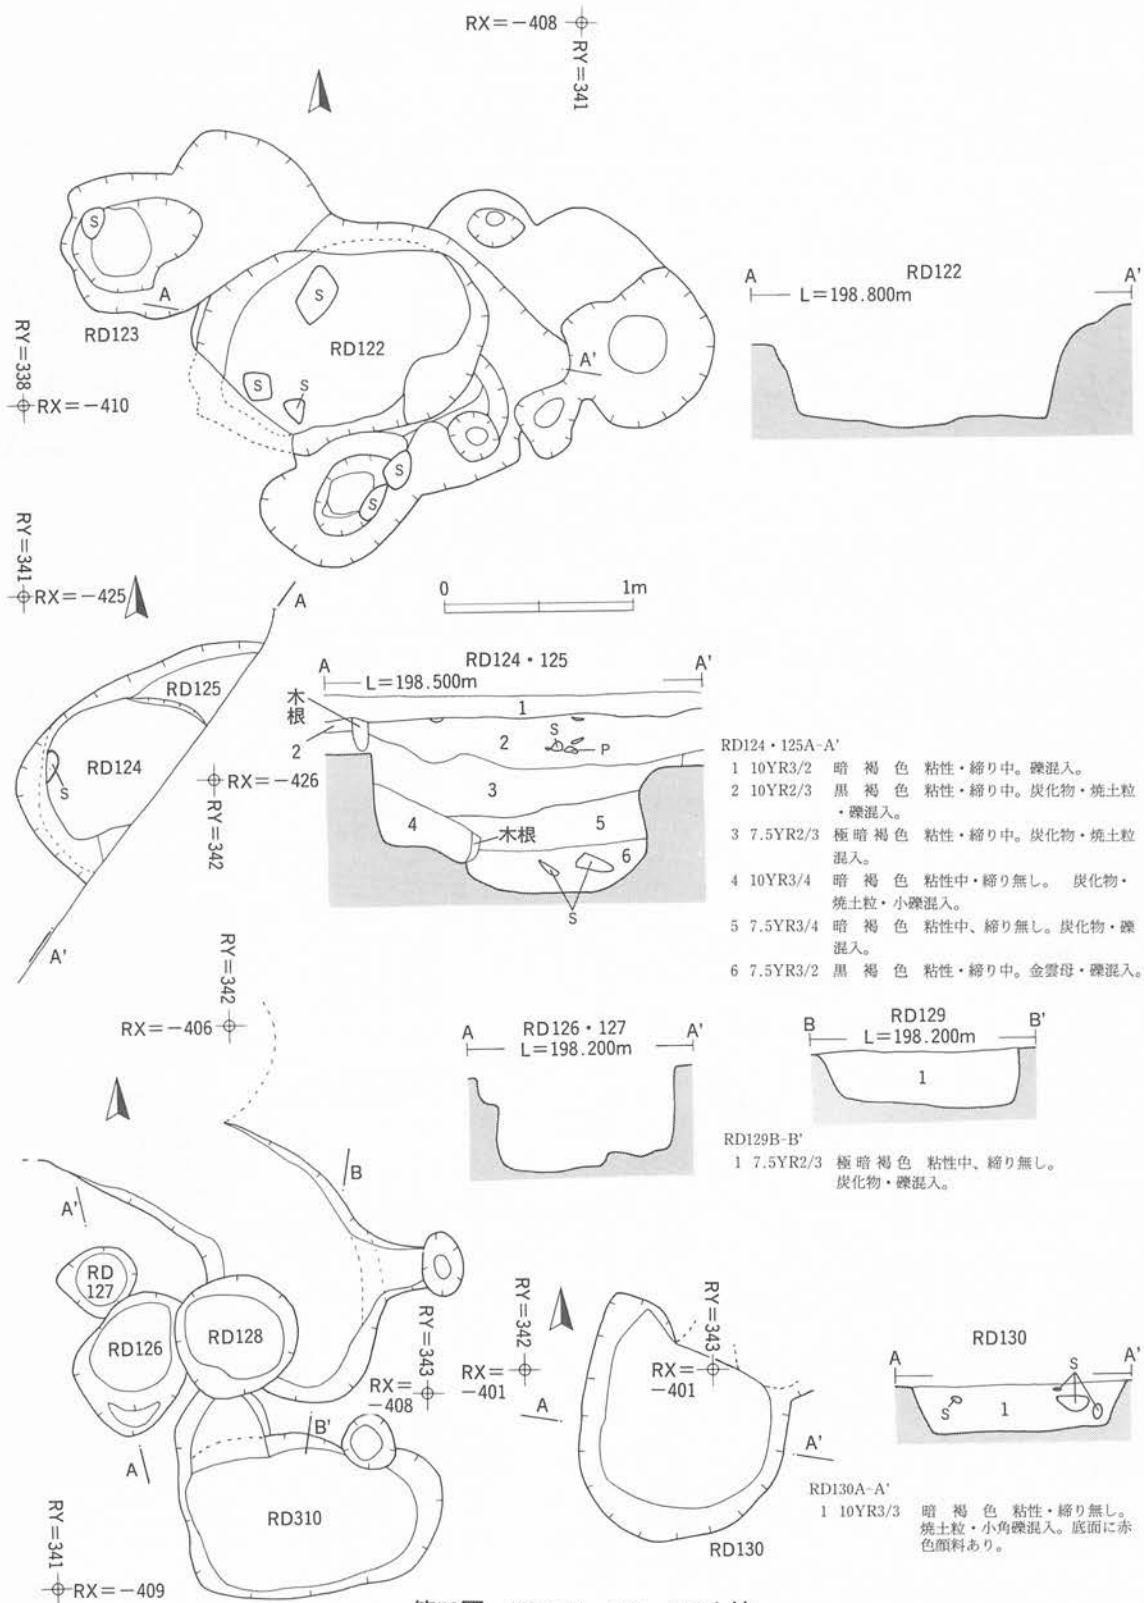 RX=-408
RY=341
A
S
RD123
RD122
S
S
S
A'
S
S
RY=338
RX=-410
A
RD122
A'
L=198.800m
RY=341
RX=-425
A
RD125
RD124
S
A'
RX=-426
RY=342
0
1m
RD124・125
A
A'
L=198.500m
木根
1
2
2
S
P
3
4
木根
5
6
S
RD124・125A-A'
1 10YR3/2 暗褐色 粘性・締り中。礫混入。
2 10YR2/3 黒褐色 粘性・締り中。炭化物・焼土粒
・礫混入。
3 7.5YR2/3 極暗褐色 粘性・締り中。炭化物・焼土粒
混入。
4 10YR3/4 暗褐色 粘性中・締り無し。 炭化物・
焼土粒・小礫混入。
5 7.5YR3/4 暗褐色 粘性中、締り無し。炭化物・礫
混入。
6 7.5YR3/2 黒褐色 粘性・締り中。金雲母・礫混入。
RY=342
RX=-406
A
RD126・127
A'
L=198.200m
B
RD129
B'
L=198.200m
1
RD129B-B'
1 7.5YR2/3 極暗褐色 粘性中、締り無し。
炭化物・礫混入。
B
A'
RD
127
RD126
RD128
RY=343
RX=
-408
A
B'
RD310
RY=341
RX=-409
RY=342
RX=
-401
A
RY=343
RX=
-401
A'
RD130
RD130
A
S
A'
S
1
RD130A-A'
1 10YR3/3 暗褐色 粘性・締り無し。
焼土粒・小角礫混入。底面に赤
色顔料あり。